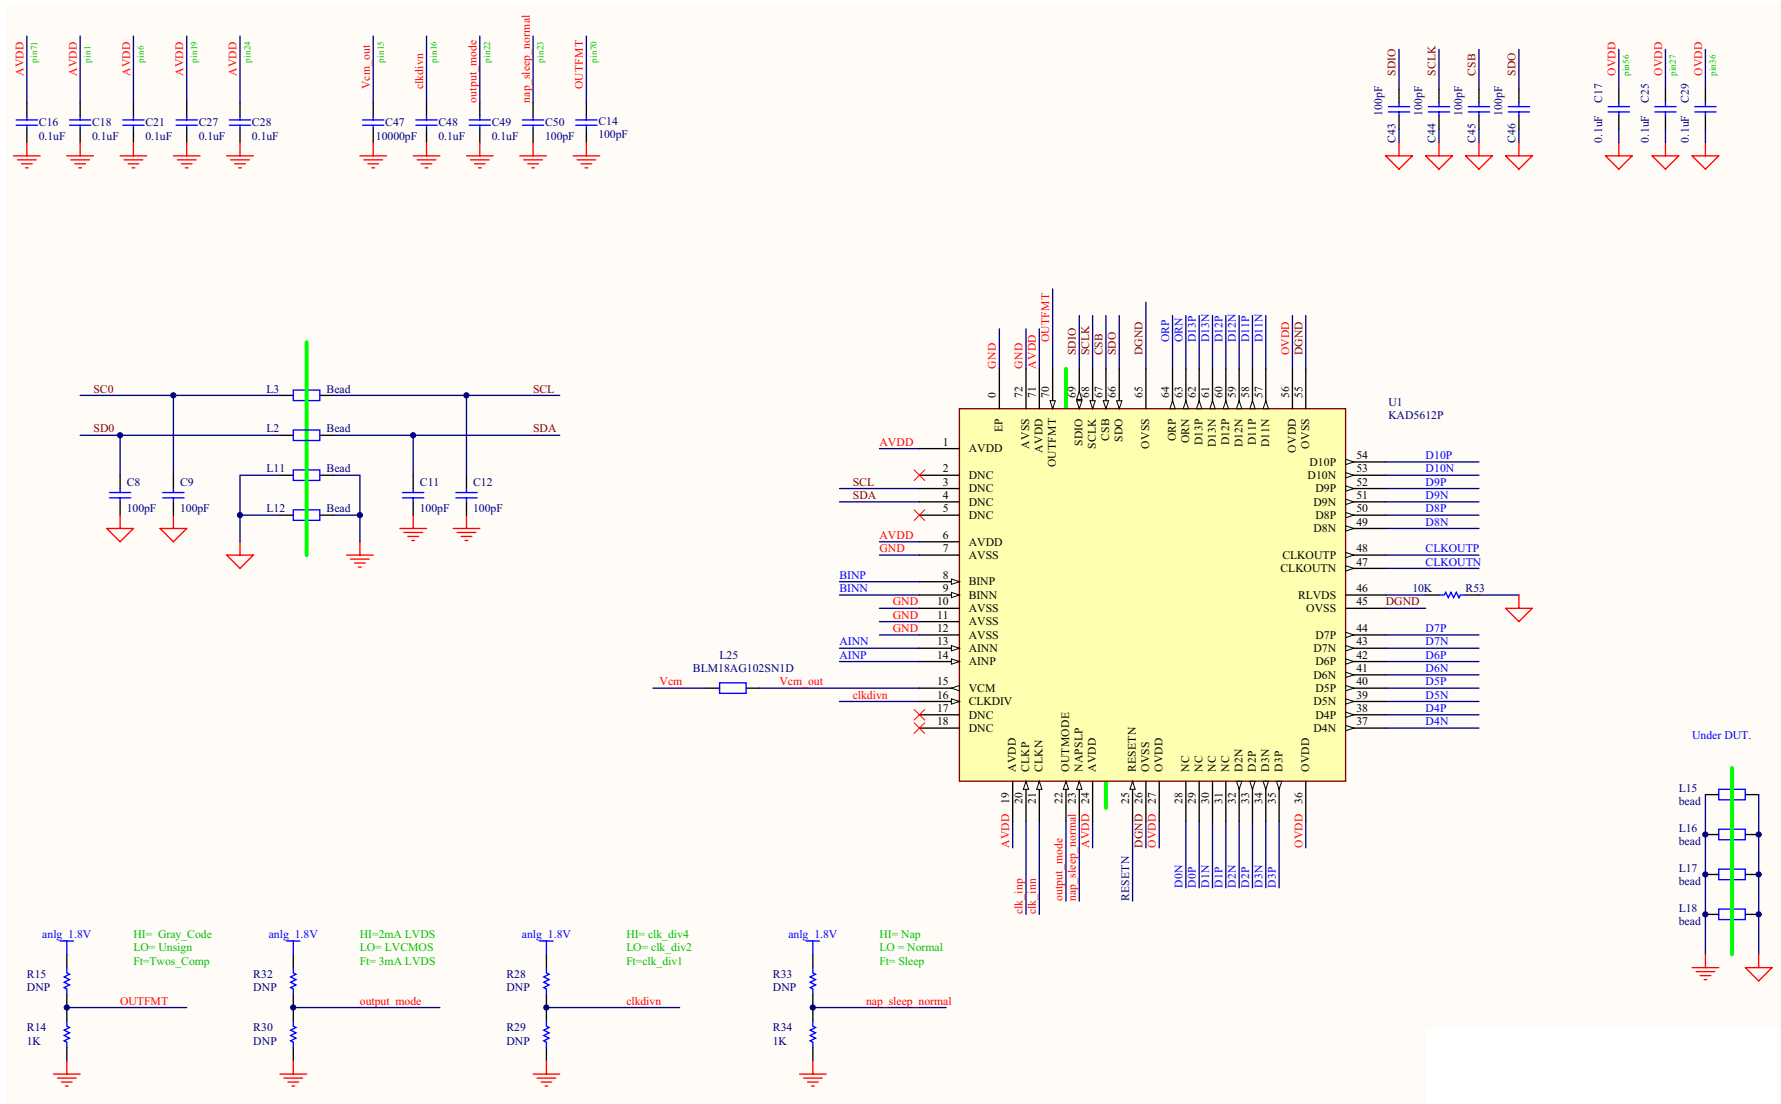 AVDD pin71
AVDD pin1
AVDD pin6
AVDD pin19
AVDD pin24
Vcm_out pin15
clkdivn pin16
output_mode pin22
nap_sleep_normal pin23
OUTFMT pin70
C16 0.1uF
C18 0.1uF
C21 0.1uF
C27 0.1uF
C28 0.1uF
C47 10000pF
C48 0.1uF
C49 0.1uF
C50 100pF
C14 100pF
SDIO 100pF C43
SCLK 100pF C44
CSB 100pF C45
SDO 100pF C46
OVDD pin56 C17 0.1uF
OVDD pin27 C25 0.1uF
OVDD pin36 C29 0.1uF
SC0 L3 Bead SCL
SD0 L2 Bead SDA
L11 Bead
L12 Bead
C8 100pF
C9 100pF
C11 100pF
C12 100pF
U1
KAD5612P
GND 0 EP
GND 72 AVSS
AVDD 71 AVDD
OUTFMT 70 OUTFMT
SDIO 69 SDIO
SCLK 68 SCLK
CSB 67 CSB
SDO 66 SDO
DGND 65 OVSS
ORP 64 ORP
ORN 63 ORN
D13P 62 D13P
D13N 61 D13N
D12P 60 D12P
D12N 59 D12N
D11P 58 D11P
D11N 57 D11N
OVDD 56 OVDD
DGND 55 OVSS
AVDD 1 AVDD
2 DNC
SCL 3 DNC
SDA 4 DNC
5 DNC
AVDD 6 AVDD
GND 7 AVSS
BINP 8 BINP
BINN 9 BINN
GND 10 AVSS
GND 11 AVSS
GND 12 AVSS
AINN 13 AINN
AINP 14 AINP
L25
BLM18AG102SN1D
Vcm Vcm_out 15 VCM
clkdivn 16 CLKDIV
17 DNC
18 DNC
D10P 54 D10P
D10N 53 D10N
D9P 52 D9P
D9N 51 D9N
D8P 50 D8P
D8N 49 D8N
CLKOUTP 48 CLKOUTP
CLKOUTN 47 CLKOUTN
RLVDS 46 10K R53
OVSS 45 DGND
D7P 44 D7P
D7N 43 D7N
D6P 42 D6P
D6N 41 D6N
D5P 40 D5P
D5N 39 D5N
D4P 38 D4P
D4N 37 D4N
AVDD 19 AVDD
CLKP 20 clk_inp
CLKN 21 clk_inn
OUTMODE 22 output_mode
NAPSLP 23 nap_sleep_normal
AVDD 24 AVDD
RESETN 25 RESETN
OVSS 26 DGND
OVDD 27 OVDD
NC 28 D0N
NC 29 D0P
NC 30 D1N
NC 31 D1P
D2N 32 D2N
D2P 33 D2P
D3N 34 D3N
D3P 35 D3P
OVDD 36 OVDD
Under DUT.
L15
bead
L16
bead
L17
bead
L18
bead
anlg_1.8V
HI= Gray_Code
LO= Unsign
Ft=Twos_Comp
R15
DNP
OUTFMT
R14
1K
anlg_1.8V
HI=2mA LVDS
LO= LVCMOS
Ft= 3mA LVDS
R32
DNP
output_mode
R30
DNP
anlg_1.8V
HI= clk_div4
LO= clk_div2
Ft=clk_div1
R28
DNP
clkdivn
R29
DNP
anlg_1.8V
HI= Nap
LO = Normal
Ft= Sleep
R33
DNP
nap_sleep_normal
R34
1K